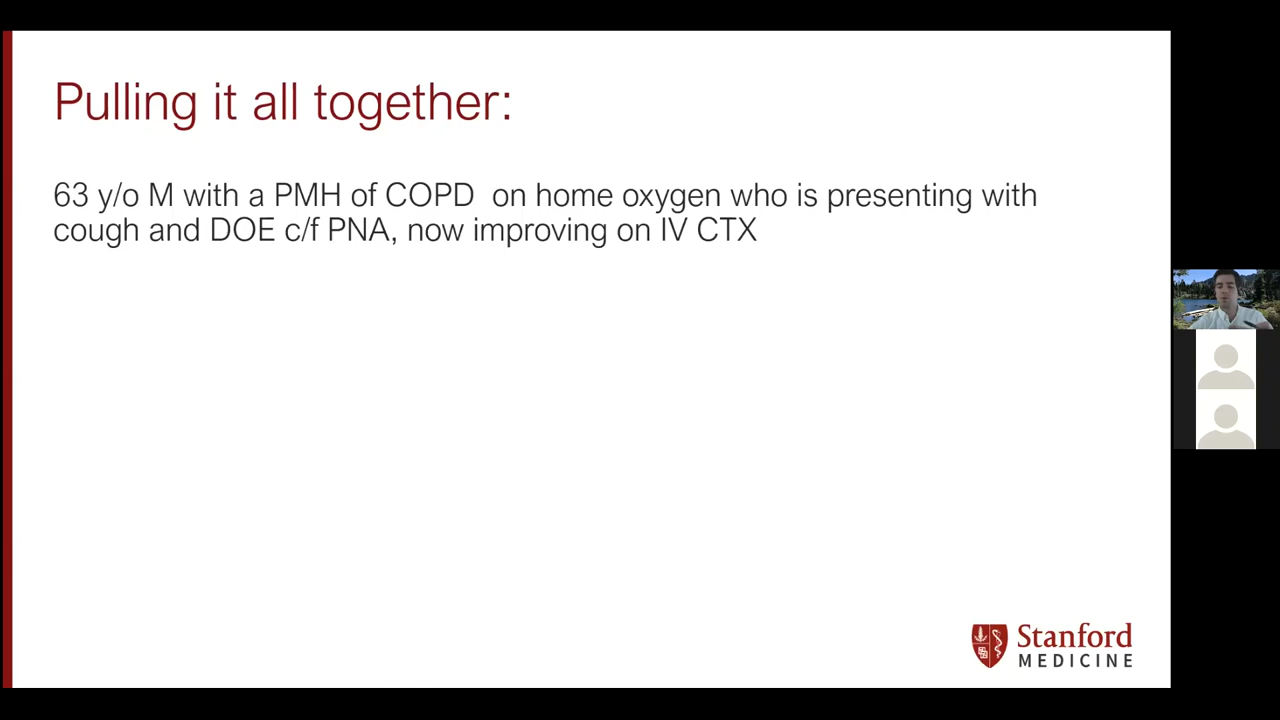 Pulling it all together:
63 y/o M with a PMH of COPD  on home oxygen who is presenting with
cough and DOE c/f PNA, now improving on IV CTX
Stanford
MEDICINE